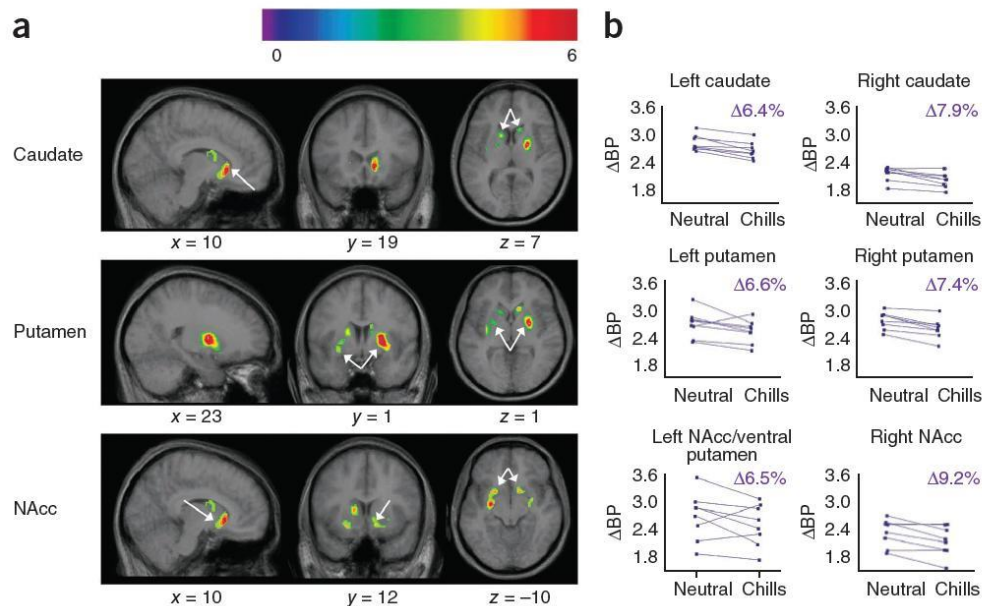 a
0 6
Caudate
x = 10 y = 19 z = 7
Putamen
x = 23 y = 1 z = 1
NAcc
x = 10 y = 12 z = –10
b
Left caudate
Δ6.4%
3.6
3.0
2.4
1.8
ΔBP
Neutral Chills
Right caudate
Δ7.9%
3.6
3.0
2.4
1.8
ΔBP
Neutral Chills
Left putamen
Δ6.6%
3.6
3.0
2.4
1.8
ΔBP
Neutral Chills
Right putamen
Δ7.4%
3.6
3.0
2.4
1.8
ΔBP
Neutral Chills
Left NAcc/ventral
putamen
Δ6.5%
3.6
3.0
2.4
1.8
ΔBP
Neutral Chills
Right NAcc
Δ9.2%
3.6
3.0
2.4
1.8
ΔBP
Neutral Chills